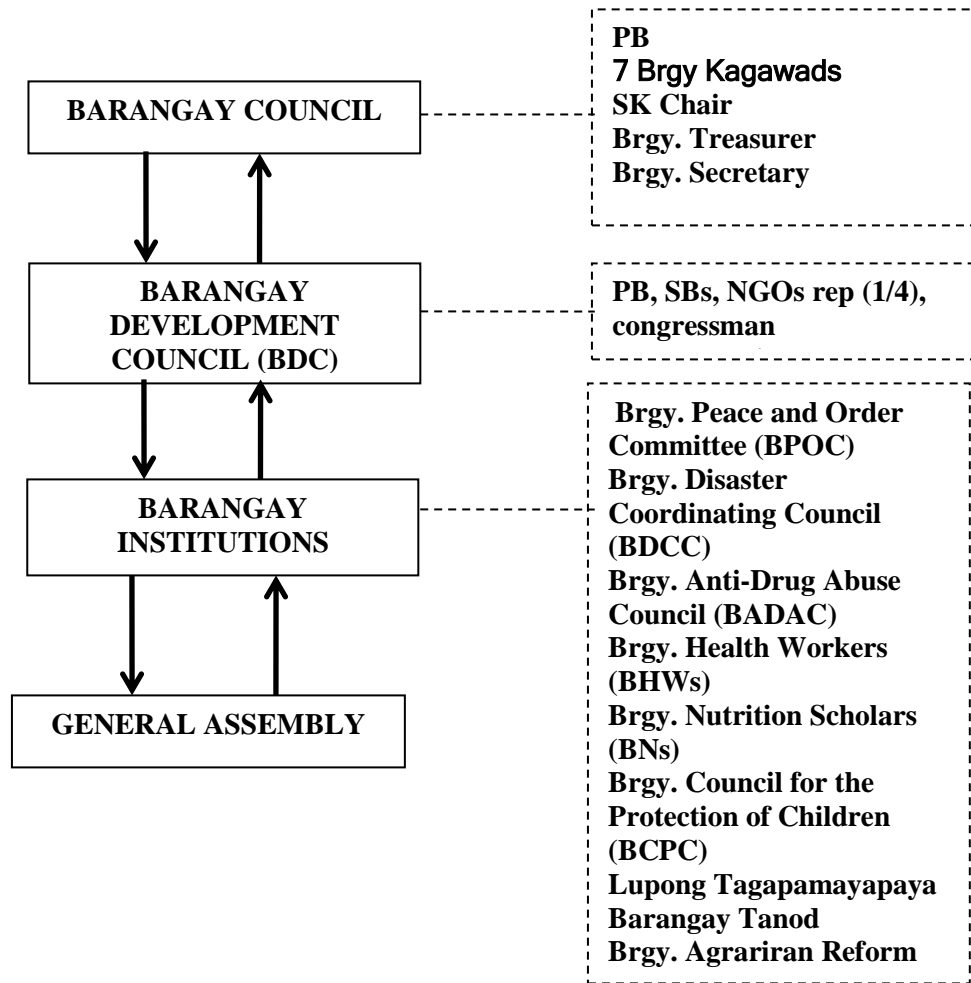 BARANGAY COUNCIL
PB
7 Brgy Kagawads
SK Chair
Brgy. Treasurer
Brgy. Secretary
BARANGAY
DEVELOPMENT
COUNCIL (BDC)
PB, SBs, NGOs rep (1/4),
congressman
BARANGAY
INSTITUTIONS
Brgy. Peace and Order
Committee (BPOC)
Brgy. Disaster
Coordinating Council
(BDCC)
Brgy. Anti-Drug Abuse
Council (BADAC)
Brgy. Health Workers
(BHWs)
Brgy. Nutrition Scholars
(BNs)
Brgy. Council for the
Protection of Children
(BCPC)
Lupong Tagapamayapaya
Barangay Tanod
Brgy. Agrariran Reform
GENERAL ASSEMBLY